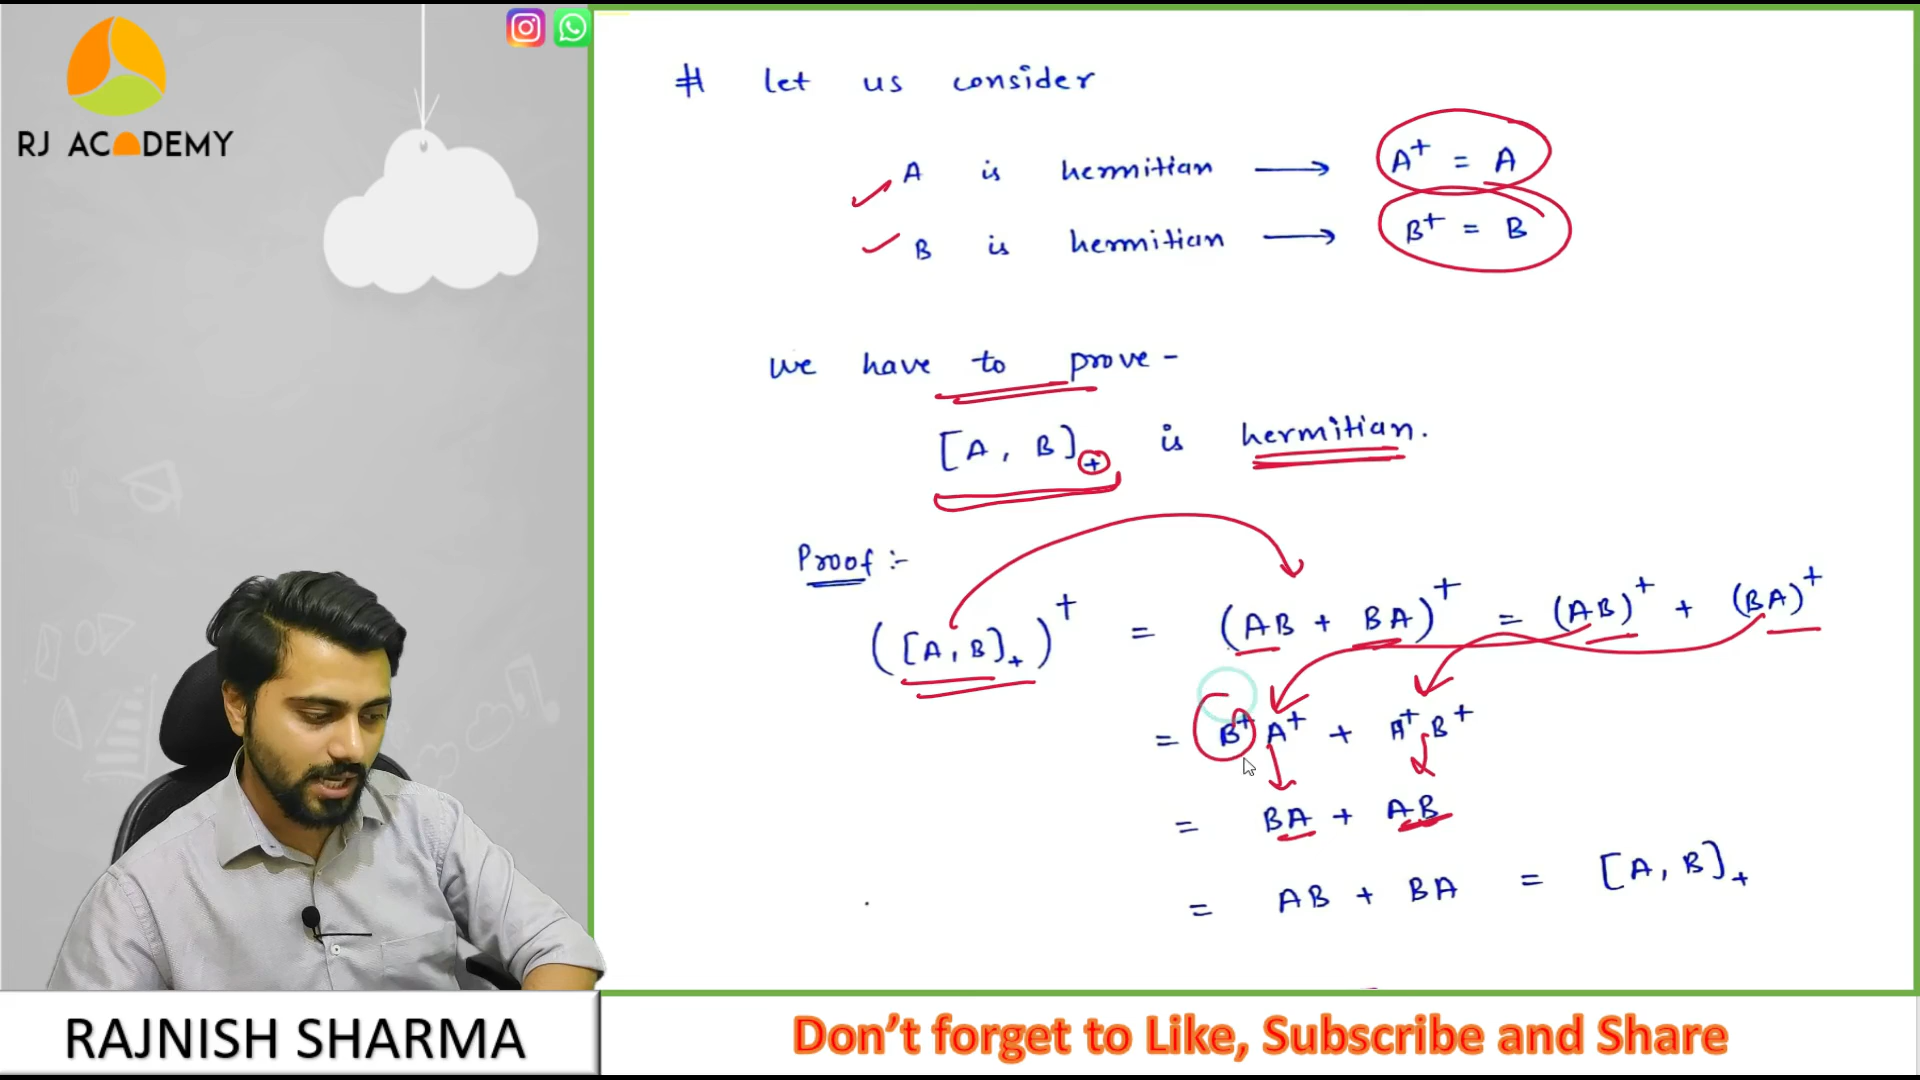 RJ ACADEMY
# let us consider
A is hermitian ⟶ A⁺ = A
B is hermitian ⟶ B⁺ = B
we have to prove -
[A, B]₊ is hermitian.
Proof :-
([A, B]₊)⁺ = (AB + BA)⁺ = (AB)⁺ + (BA)⁺
= B⁺ A⁺ + A⁺ B⁺
= BA + AB
= AB + BA = [A, B]₊
RAJNISH SHARMA
Don't forget to Like, Subscribe and Share